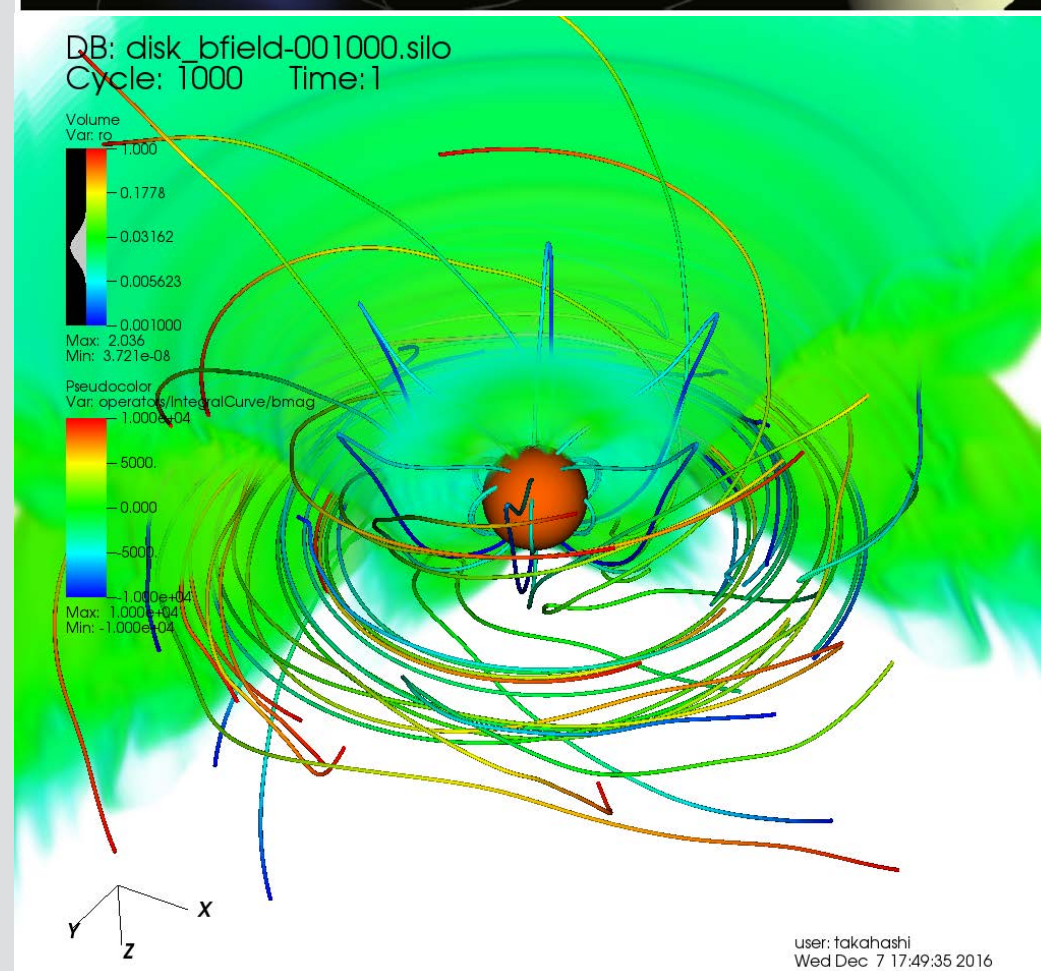 DB: disk_bfield-001000.silo
Cycle: 1000 Time:1
Volume
Var: ro
1.000
0.1778
0.03162
0.005623
0.001000
Max: 2.036
Min: 3.721e-08
Pseudocolor
Var: operators/IntegralCurve/bmag
1.000e+04
5000.
0.000
-5000.
-1.000e+04
Max: 1.000e+04
Min: -1.000e+04
X
Y
Z
user: takahashi
Wed Dec 7 17:49:35 2016